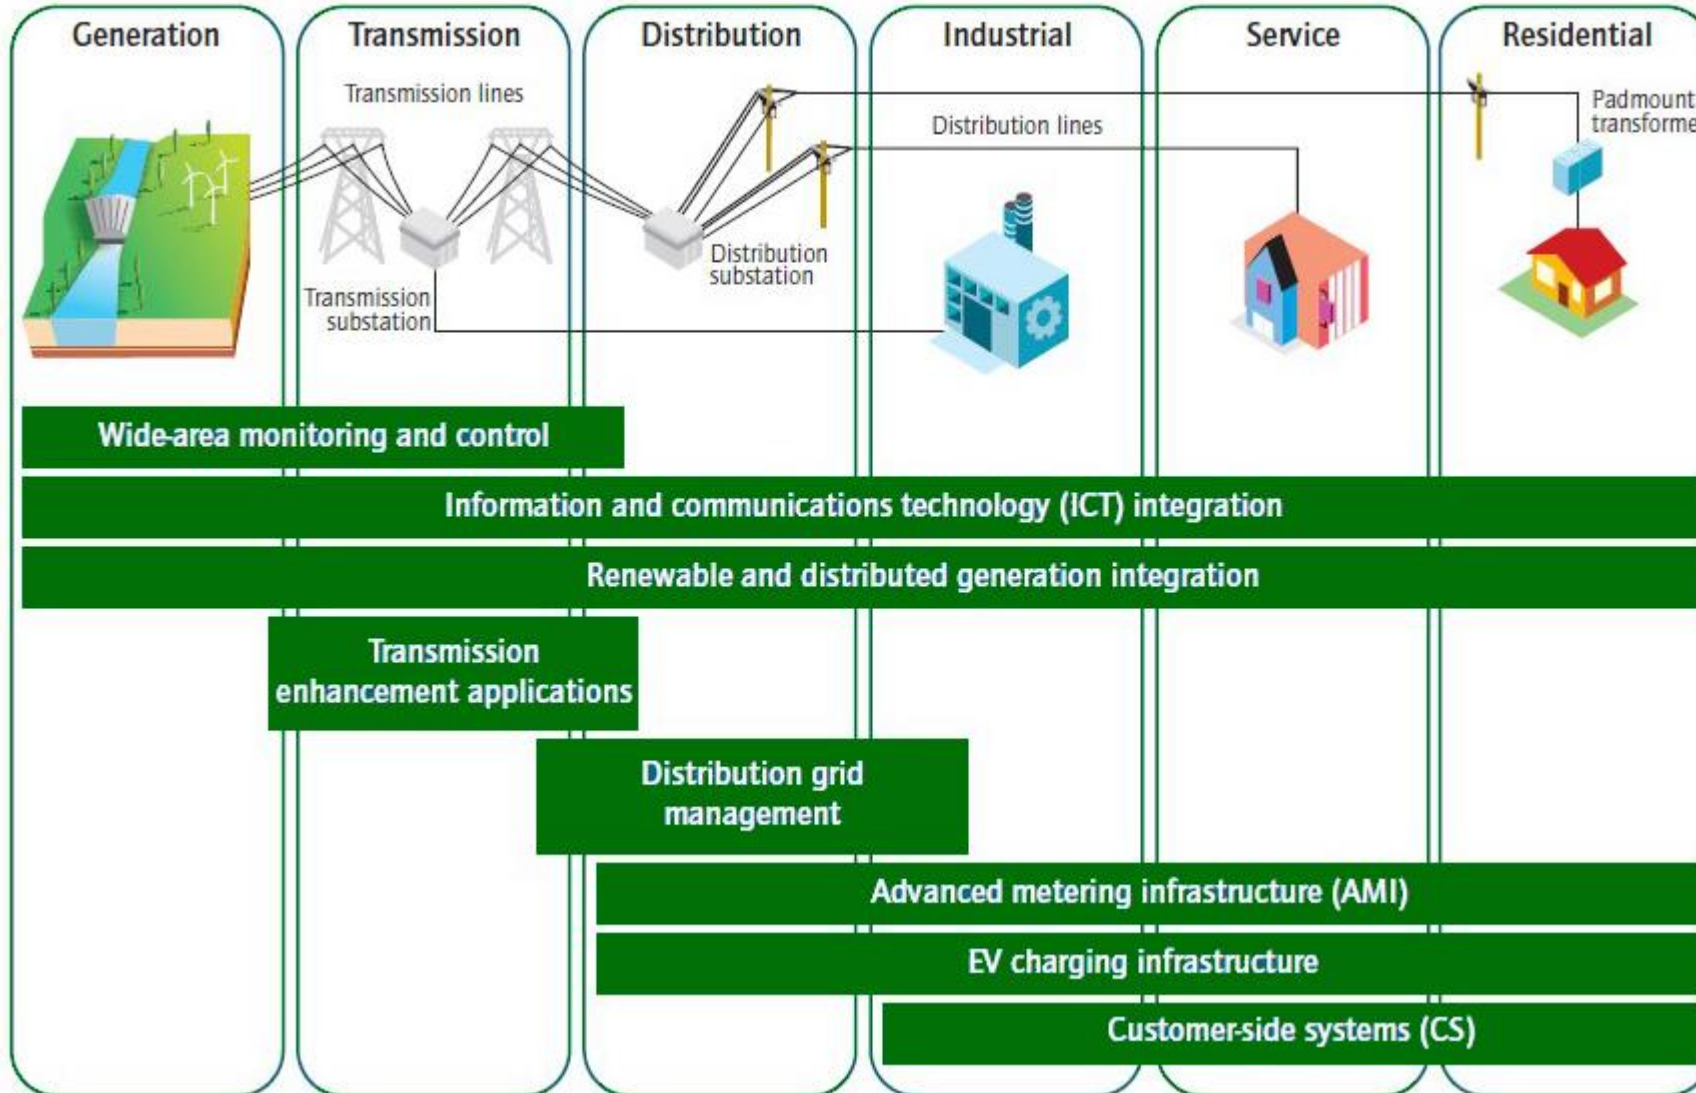 Generation
Transmission
Distribution
Industrial
Service
Residential
Transmission lines
Distribution lines
Padmount
transforme
Distribution
substation
Transmission
substation
Wide-area monitoring and control
Information and communications technology (ICT) integration
Renewable and distributed generation integration
Transmission
enhancement applications
Distribution grid
management
Advanced metering infrastructure (AMI)
EV charging infrastructure
Customer-side systems (CS)